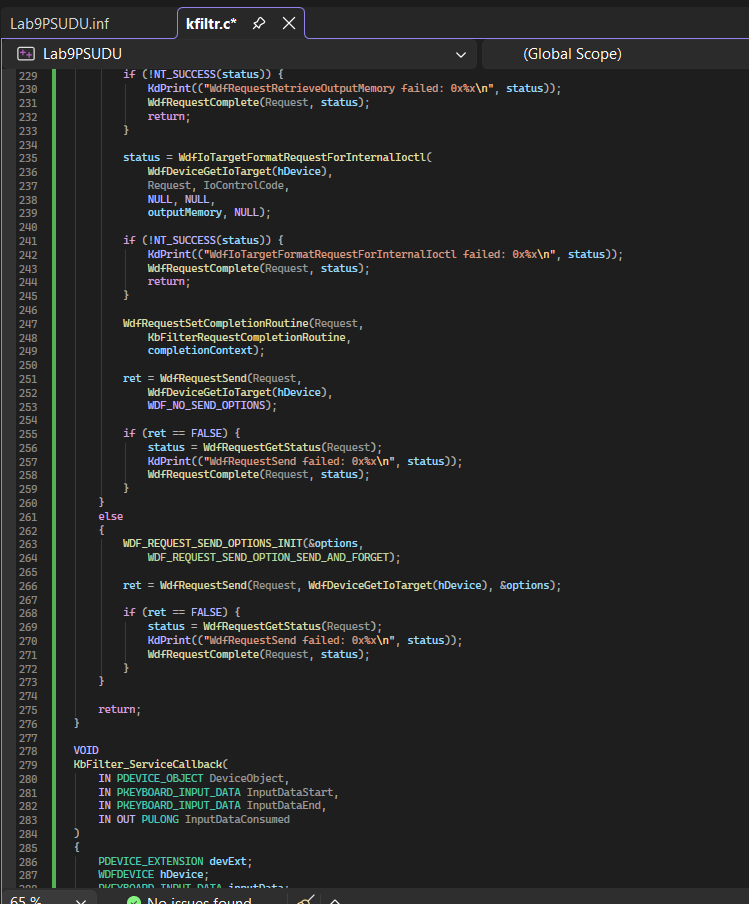 Lab9PSUDU.inf
kfiltr.c*
Lab9PSUDU
(Global Scope)
229 if (!NT_SUCCESS(status)) {
230 KdPrint(("WdfRequestRetrieveOutputMemory failed: 0x%x\n", status));
231 WdfRequestComplete(Request, status);
232 return;
233 }
234
235 status = WdfIoTargetFormatRequestForInternalIoctl(
236 WdfDeviceGetIoTarget(hDevice),
237 Request, IoControlCode,
238 NULL, NULL,
239 outputMemory, NULL);
240
241 if (!NT_SUCCESS(status)) {
242 KdPrint(("WdfIoTargetFormatRequestForInternalIoctl failed: 0x%x\n", status));
243 WdfRequestComplete(Request, status);
244 return;
245 }
246
247 WdfRequestSetCompletionRoutine(Request,
248 KbFilterRequestCompletionRoutine,
249 completionContext);
250
251 ret = WdfRequestSend(Request,
252 WdfDeviceGetIoTarget(hDevice),
253 WDF_NO_SEND_OPTIONS);
254
255 if (ret == FALSE) {
256 status = WdfRequestGetStatus(Request);
257 KdPrint(("WdfRequestSend failed: 0x%x\n", status));
258 WdfRequestComplete(Request, status);
259 }
260 }
261 else
262 {
263 WDF_REQUEST_SEND_OPTIONS_INIT(&options,
264 WDF_REQUEST_SEND_OPTION_SEND_AND_FORGET);
265
266 ret = WdfRequestSend(Request, WdfDeviceGetIoTarget(hDevice), &options);
267
268 if (ret == FALSE) {
269 status = WdfRequestGetStatus(Request);
270 KdPrint(("WdfRequestSend failed: 0x%x\n", status));
271 WdfRequestComplete(Request, status);
272 }
273 }
274
275 return;
276 }
277
278 VOID
279 KbFilter_ServiceCallback(
280 IN PDEVICE_OBJECT DeviceObject,
281 IN PKEYBOARD_INPUT_DATA InputDataStart,
282 IN PKEYBOARD_INPUT_DATA InputDataEnd,
283 IN OUT PULONG InputDataConsumed
284 )
285 {
286 PDEVICE_EXTENSION devExt;
287 WDFDEVICE hDevice;
288 PKEYBOARD_INPUT_DATA inputData;
65 %
No issues found